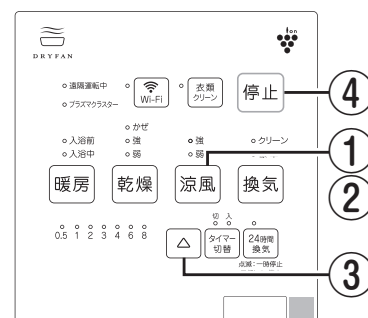 DRYFAN
ion
遠隔運転中
Wi-Fi
衣類
クリーン
停止
④
プラズマクラスター
かぜ
入浴前 強 強 クリーン
入浴中 弱 弱
暖房 乾燥 涼風 換気
①
②
切 入
0.5 1 2 3 4 6 8
△
タイマー
切替
24時間
換気
③
点滅:一時停止